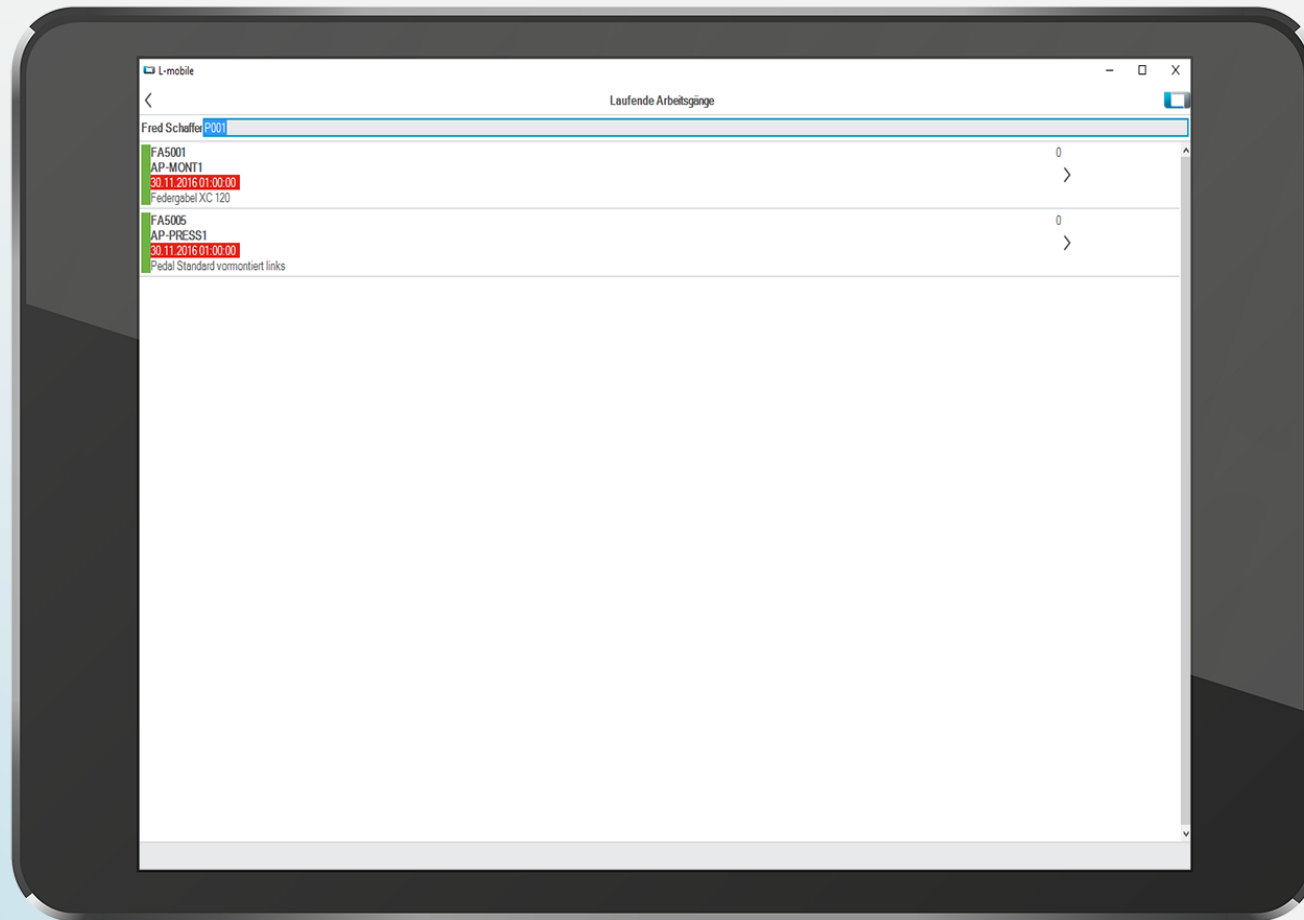 L-mobile
Laufende Arbeitsgänge
Fred Schaffer P001
FA5001 0
AP-MONT1
30.11.2016 01:00:00
Federgabel XC 120
FA5005 0
AP-PRESS1
30.11.2016 01:00:00
Pedal Standard vormontiert links